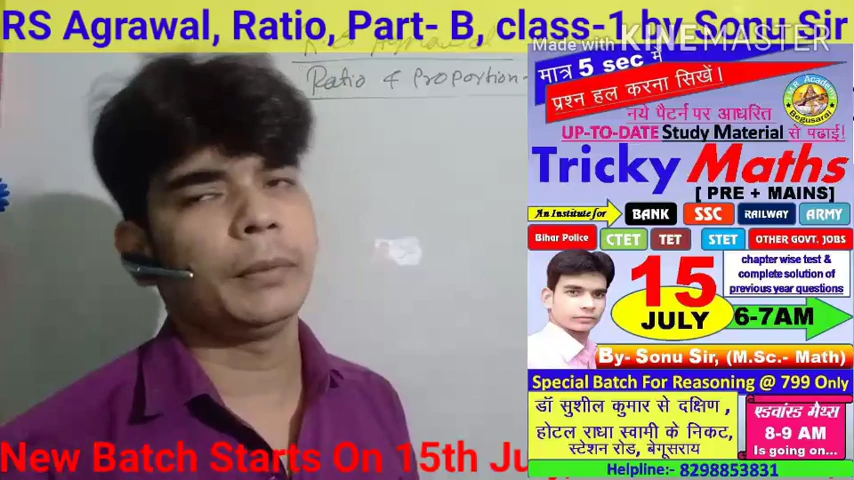 RS Agrawal, Ratio, Part- B, class-1 by Sonu Sir
Made with KINEMASTER
Ratio & Proportion-
मात्र 5 sec में
प्रश्न हल करना सिखें।
M.R. Academy
Begusarai
नये पैटर्न पर आधारित
UP-TO-DATE Study Material से पढाई!
Tricky Maths
[ PRE + MAINS]
An Institute for BANK SSC RAILWAY ARMY
Bihar Police CTET TET STET OTHER GOVT. JOBS
15
JULY
chapter wise test &
complete solution of
previous year questions
6-7AM
By- Sonu Sir, (M.Sc.- Math)
Special Batch For Reasoning @ 799 Only
डॉ सुशील कुमार से दक्षिण ,
होटल राधा स्वामी के निकट,
स्टेशन रोड, बेगूसराय
एडवांस्ड मैथ्स
8-9 AM
Is going on...
Helpline:- 8298853831
New Batch Starts On 15th Ju